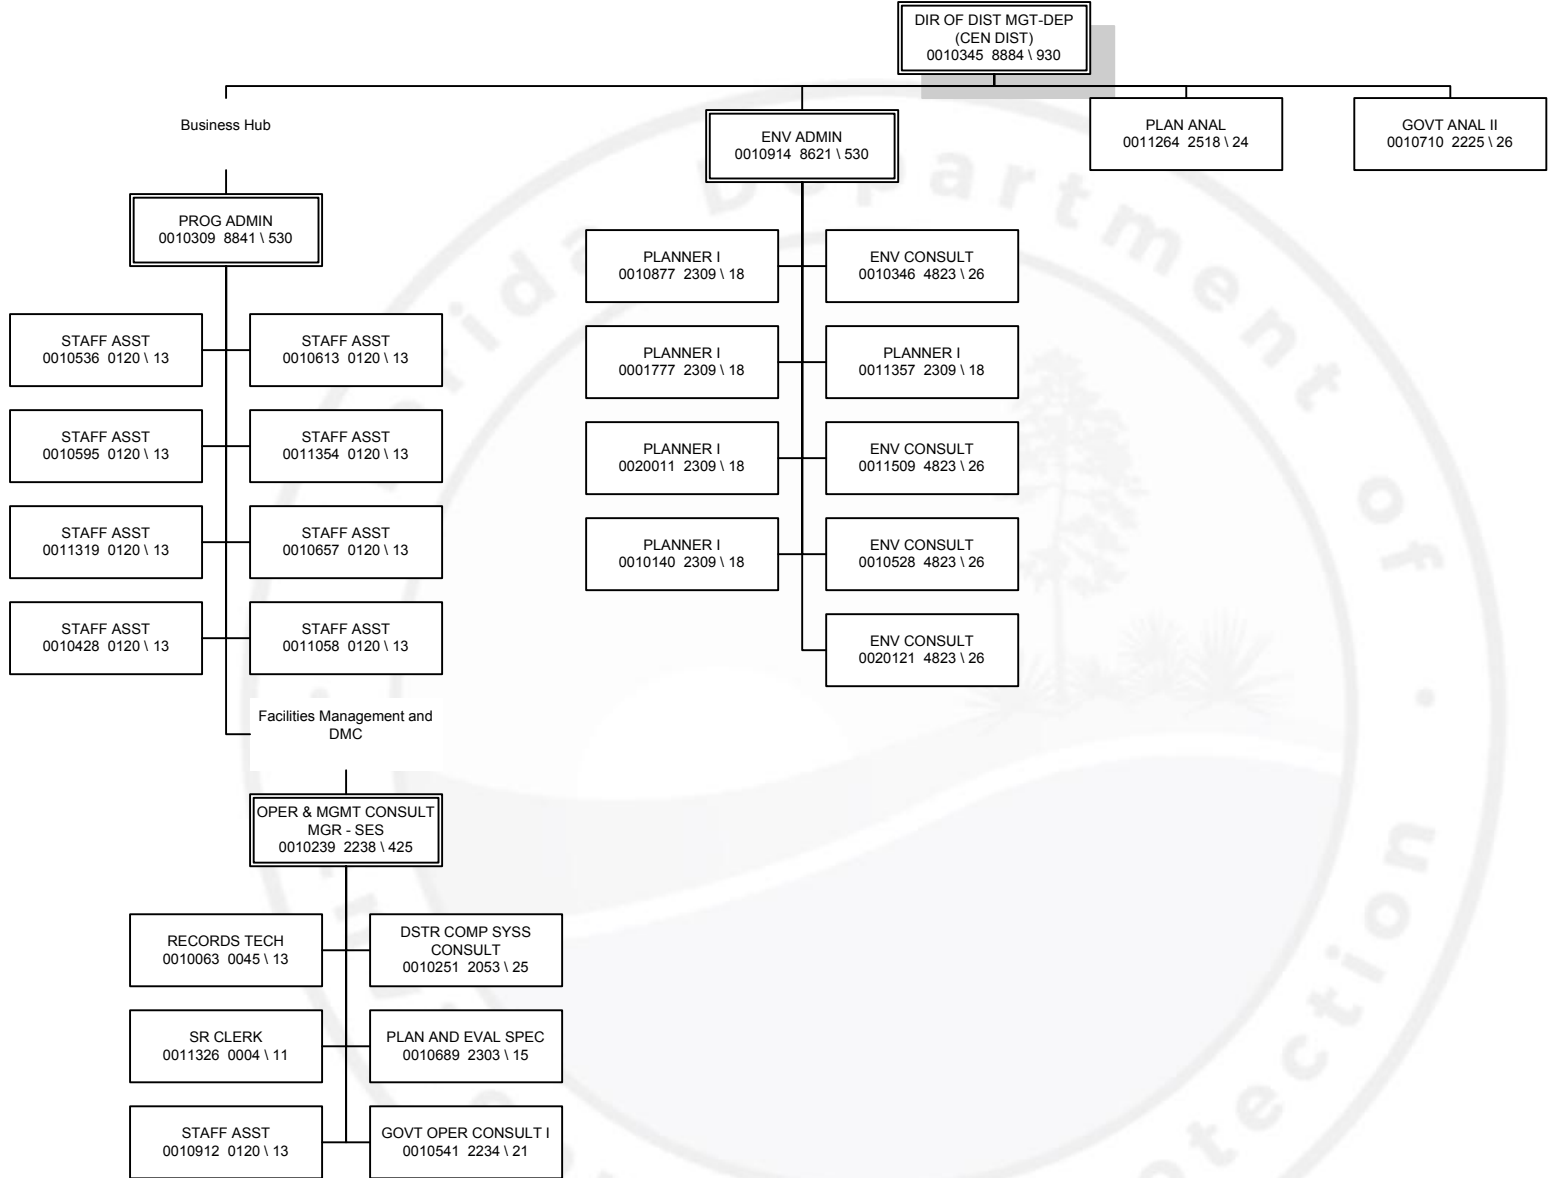 DIR OF DIST MGT-DEP
(CEN DIST)
0010345 8884 \ 930
Business Hub
ENV ADMIN
0010914 8621 \ 530
PLAN ANAL
0011264 2518 \ 24
GOVT ANAL II
0010710 2225 \ 26
PROG ADMIN
0010309 8841 \ 530
STAFF ASST
0010536 0120 \ 13
STAFF ASST
0010613 0120 \ 13
STAFF ASST
0010595 0120 \ 13
STAFF ASST
0011354 0120 \ 13
STAFF ASST
0011319 0120 \ 13
STAFF ASST
0010657 0120 \ 13
STAFF ASST
0010428 0120 \ 13
STAFF ASST
0011058 0120 \ 13
PLANNER I
0010877 2309 \ 18
ENV CONSULT
0010346 4823 \ 26
PLANNER I
0001777 2309 \ 18
PLANNER I
0011357 2309 \ 18
PLANNER I
0020011 2309 \ 18
ENV CONSULT
0011509 4823 \ 26
PLANNER I
0010140 2309 \ 18
ENV CONSULT
0010528 4823 \ 26
ENV CONSULT
0020121 4823 \ 26
Facilities Management and
DMC
OPER & MGMT CONSULT
MGR - SES
0010239 2238 \ 425
RECORDS TECH
0010063 0045 \ 13
DSTR COMP SYSS
CONSULT
0010251 2053 \ 25
SR CLERK
0011326 0004 \ 11
PLAN AND EVAL SPEC
0010689 2303 \ 15
STAFF ASST
0010912 0120 \ 13
GOVT OPER CONSULT I
0010541 2234 \ 21
Department of